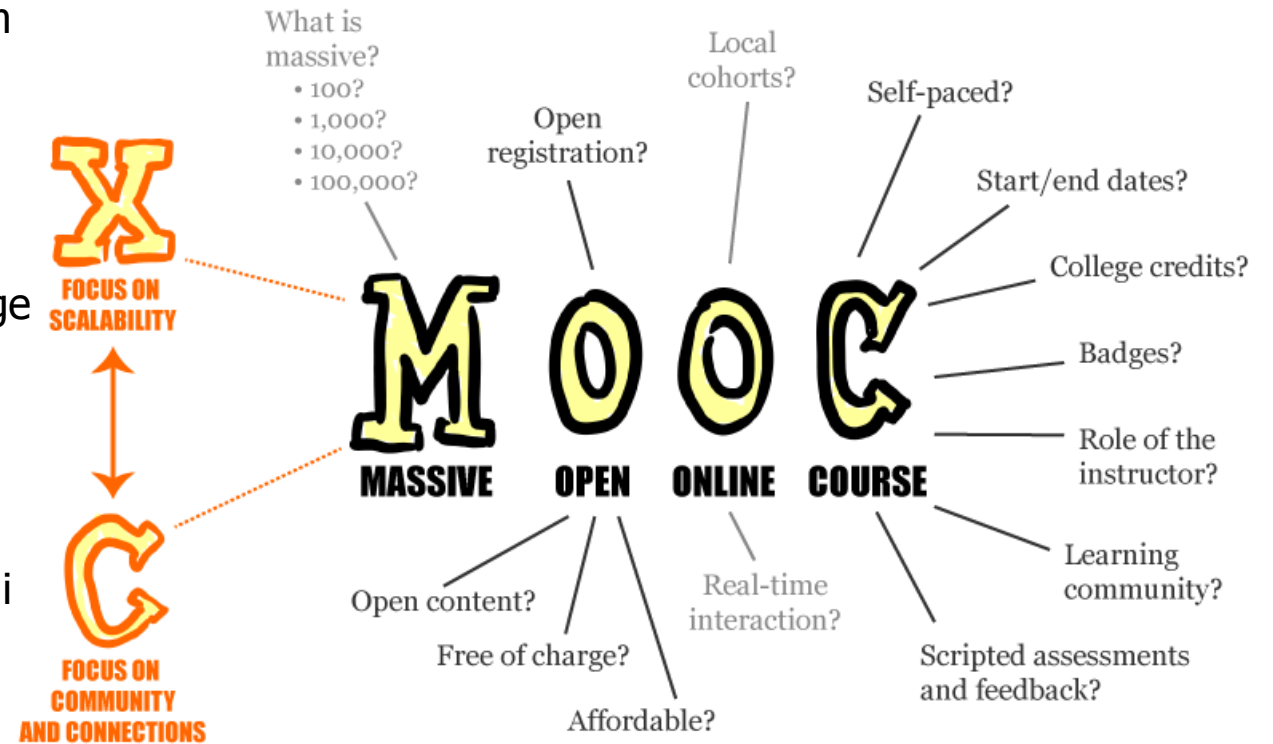 n
What is
massive?
• 100?
• 1,000?
• 10,000?
• 100,000?
Local
cohorts?
Self-paced?
Open
registration?
Start/end dates?
College credits?
Badges?
Role of the
instructor?
Learning
community?
Scripted assessments
and feedback?
X
FOCUS ON
SCALABILITY
ge
M O O C
MASSIVE OPEN ONLINE COURSE
C
FOCUS ON
COMMUNITY
AND CONNECTIONS
i
Open content?
Free of charge?
Affordable?
Real-time
interaction?